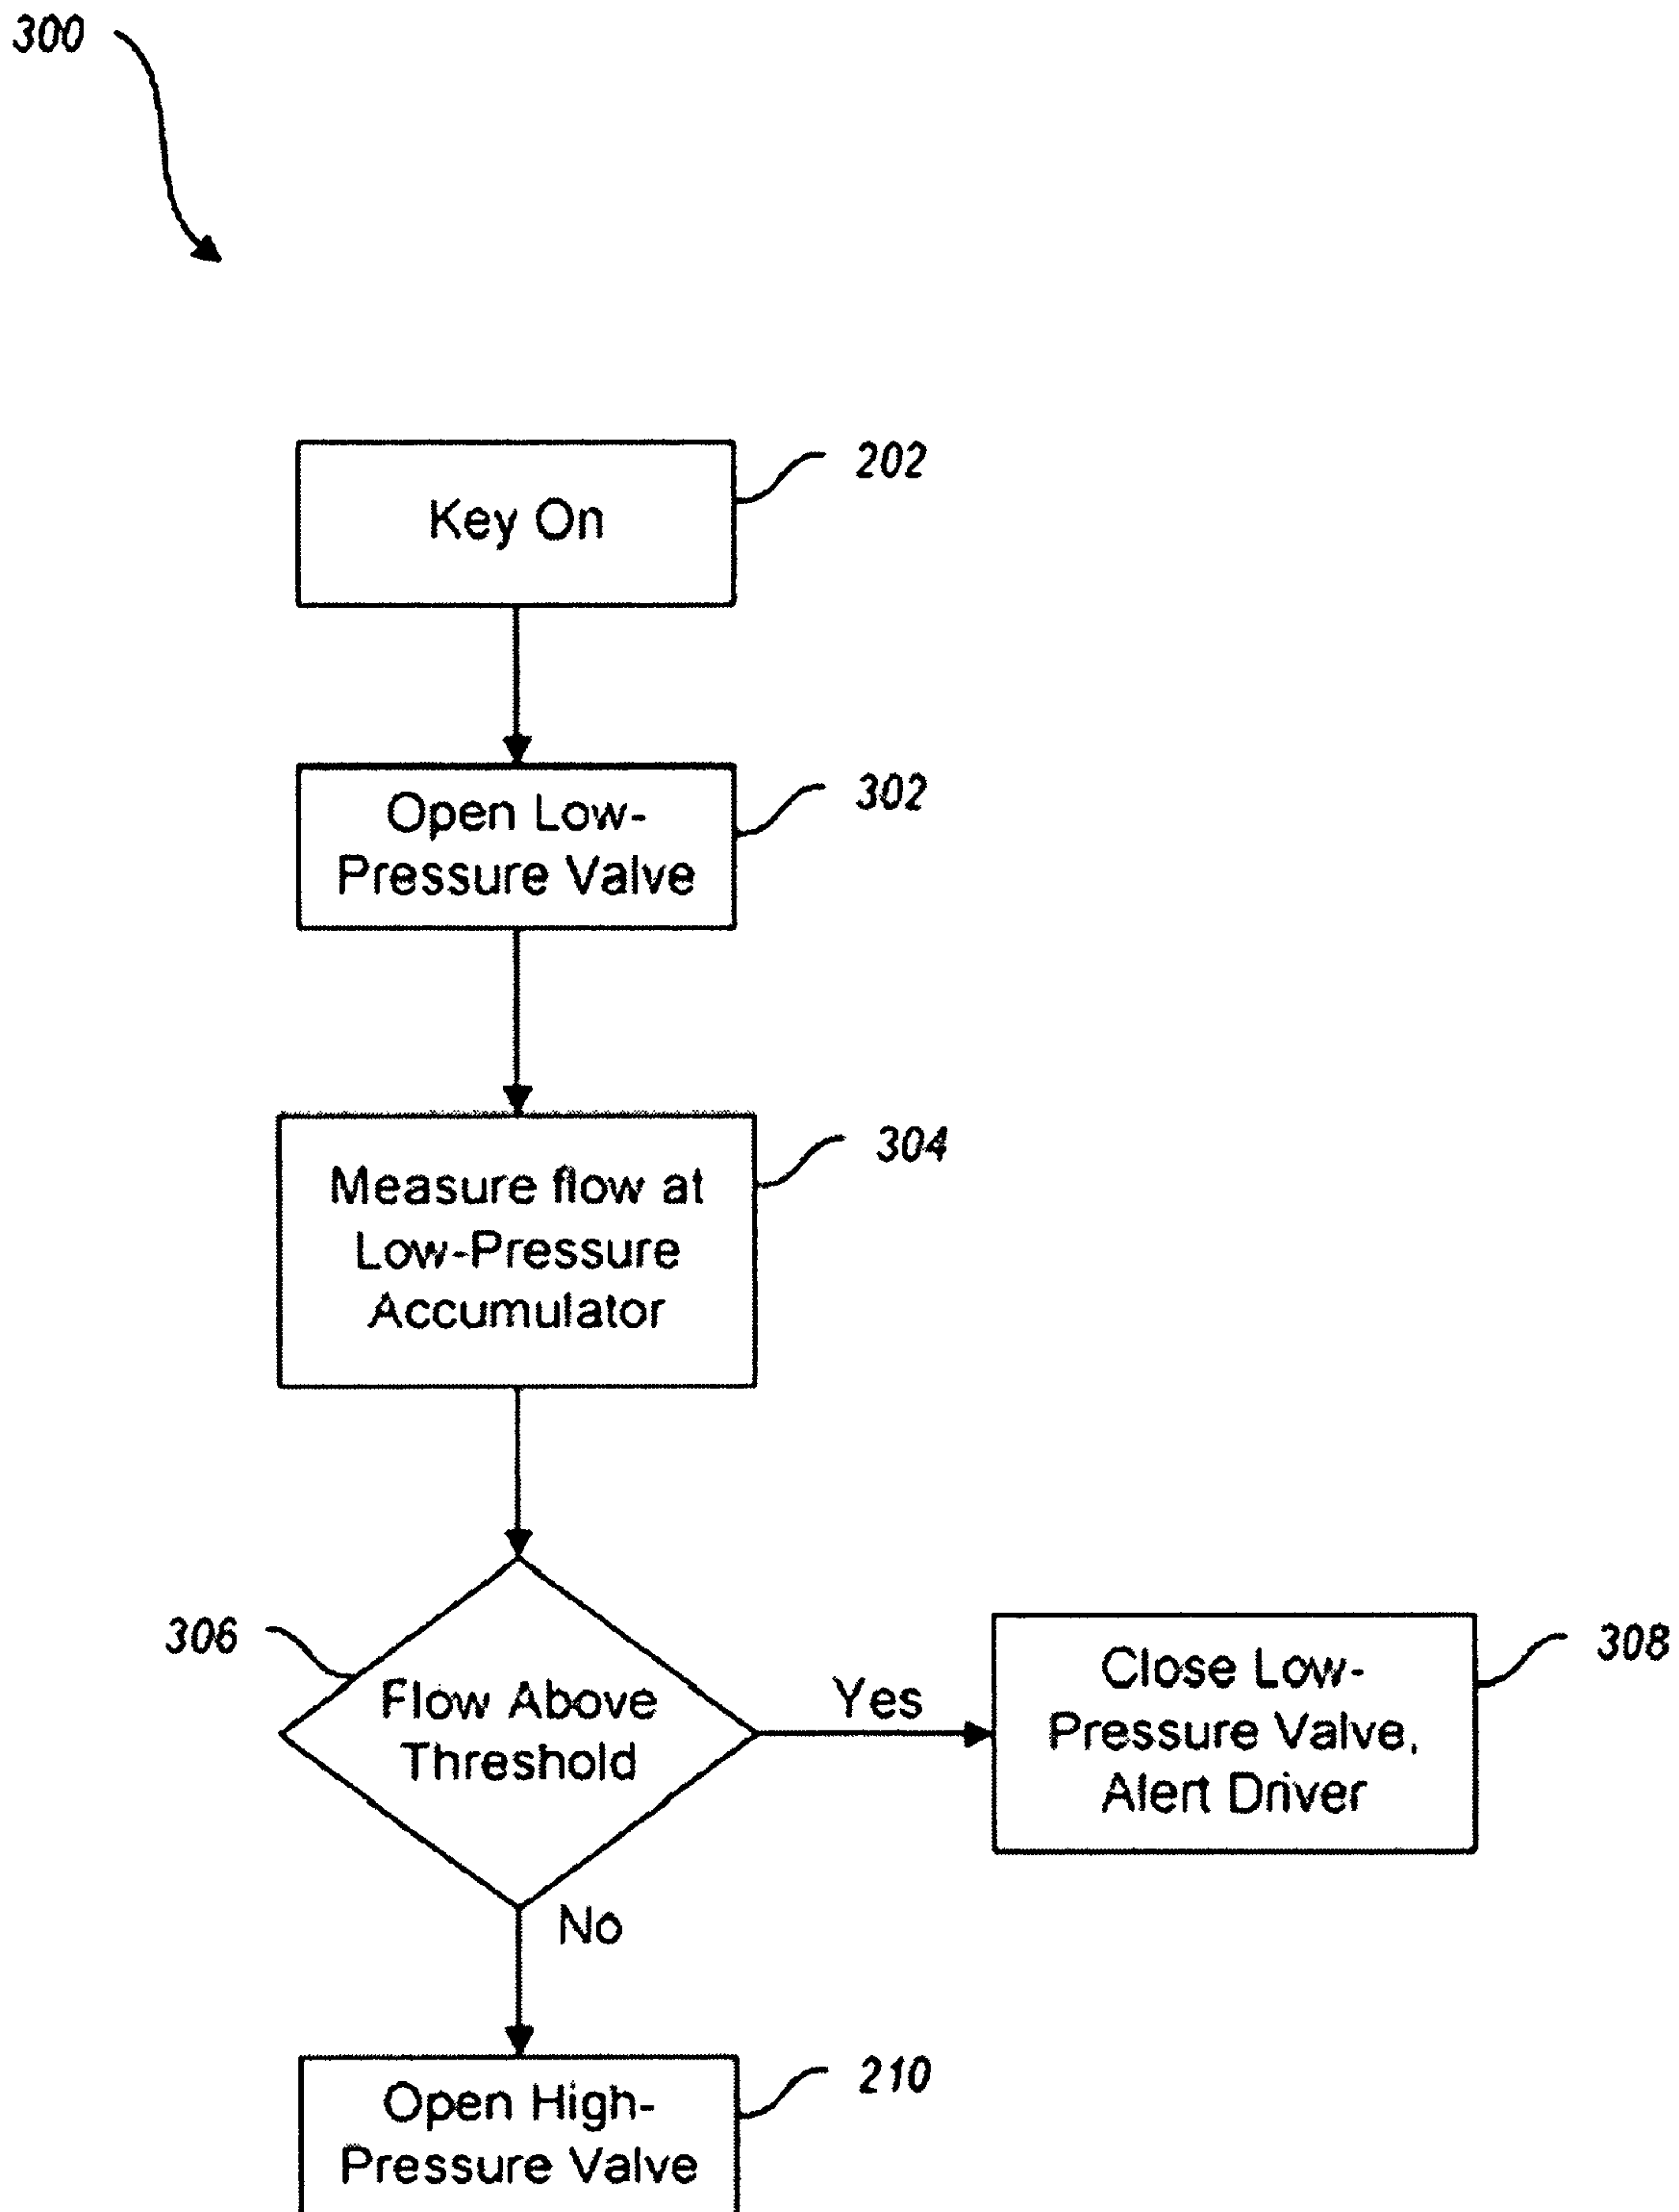 300
Key On
202
Open Low-
Pressure Valve
302
Measure flow at
Low-Pressure
Accumulator
304
306
Flow Above
Threshold
Yes
Close Low-
Pressure Valve,
Alert Driver
308
No
Open High-
Pressure Valve
210